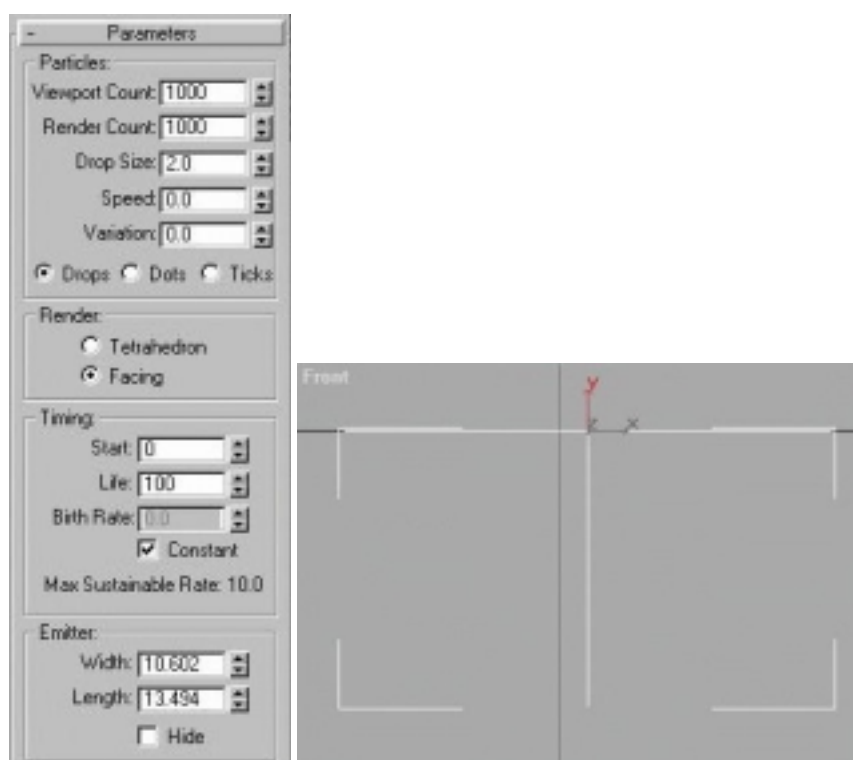 - Parameters
Particles:
Viewport Count: 1000
Render Count: 1000
Drop Size: 2.0
Speed: 0.0
Variation: 0.0
Drops Dots Ticks
Render:
Tetrahedron
Facing
Timing:
Start: 0
Life: 100
Birth Rate: 0.0
Constant
Max Sustainable Rate: 10.0
Emitter:
Width: 10.602
Length: 13.494
Hide
Front
y
z x